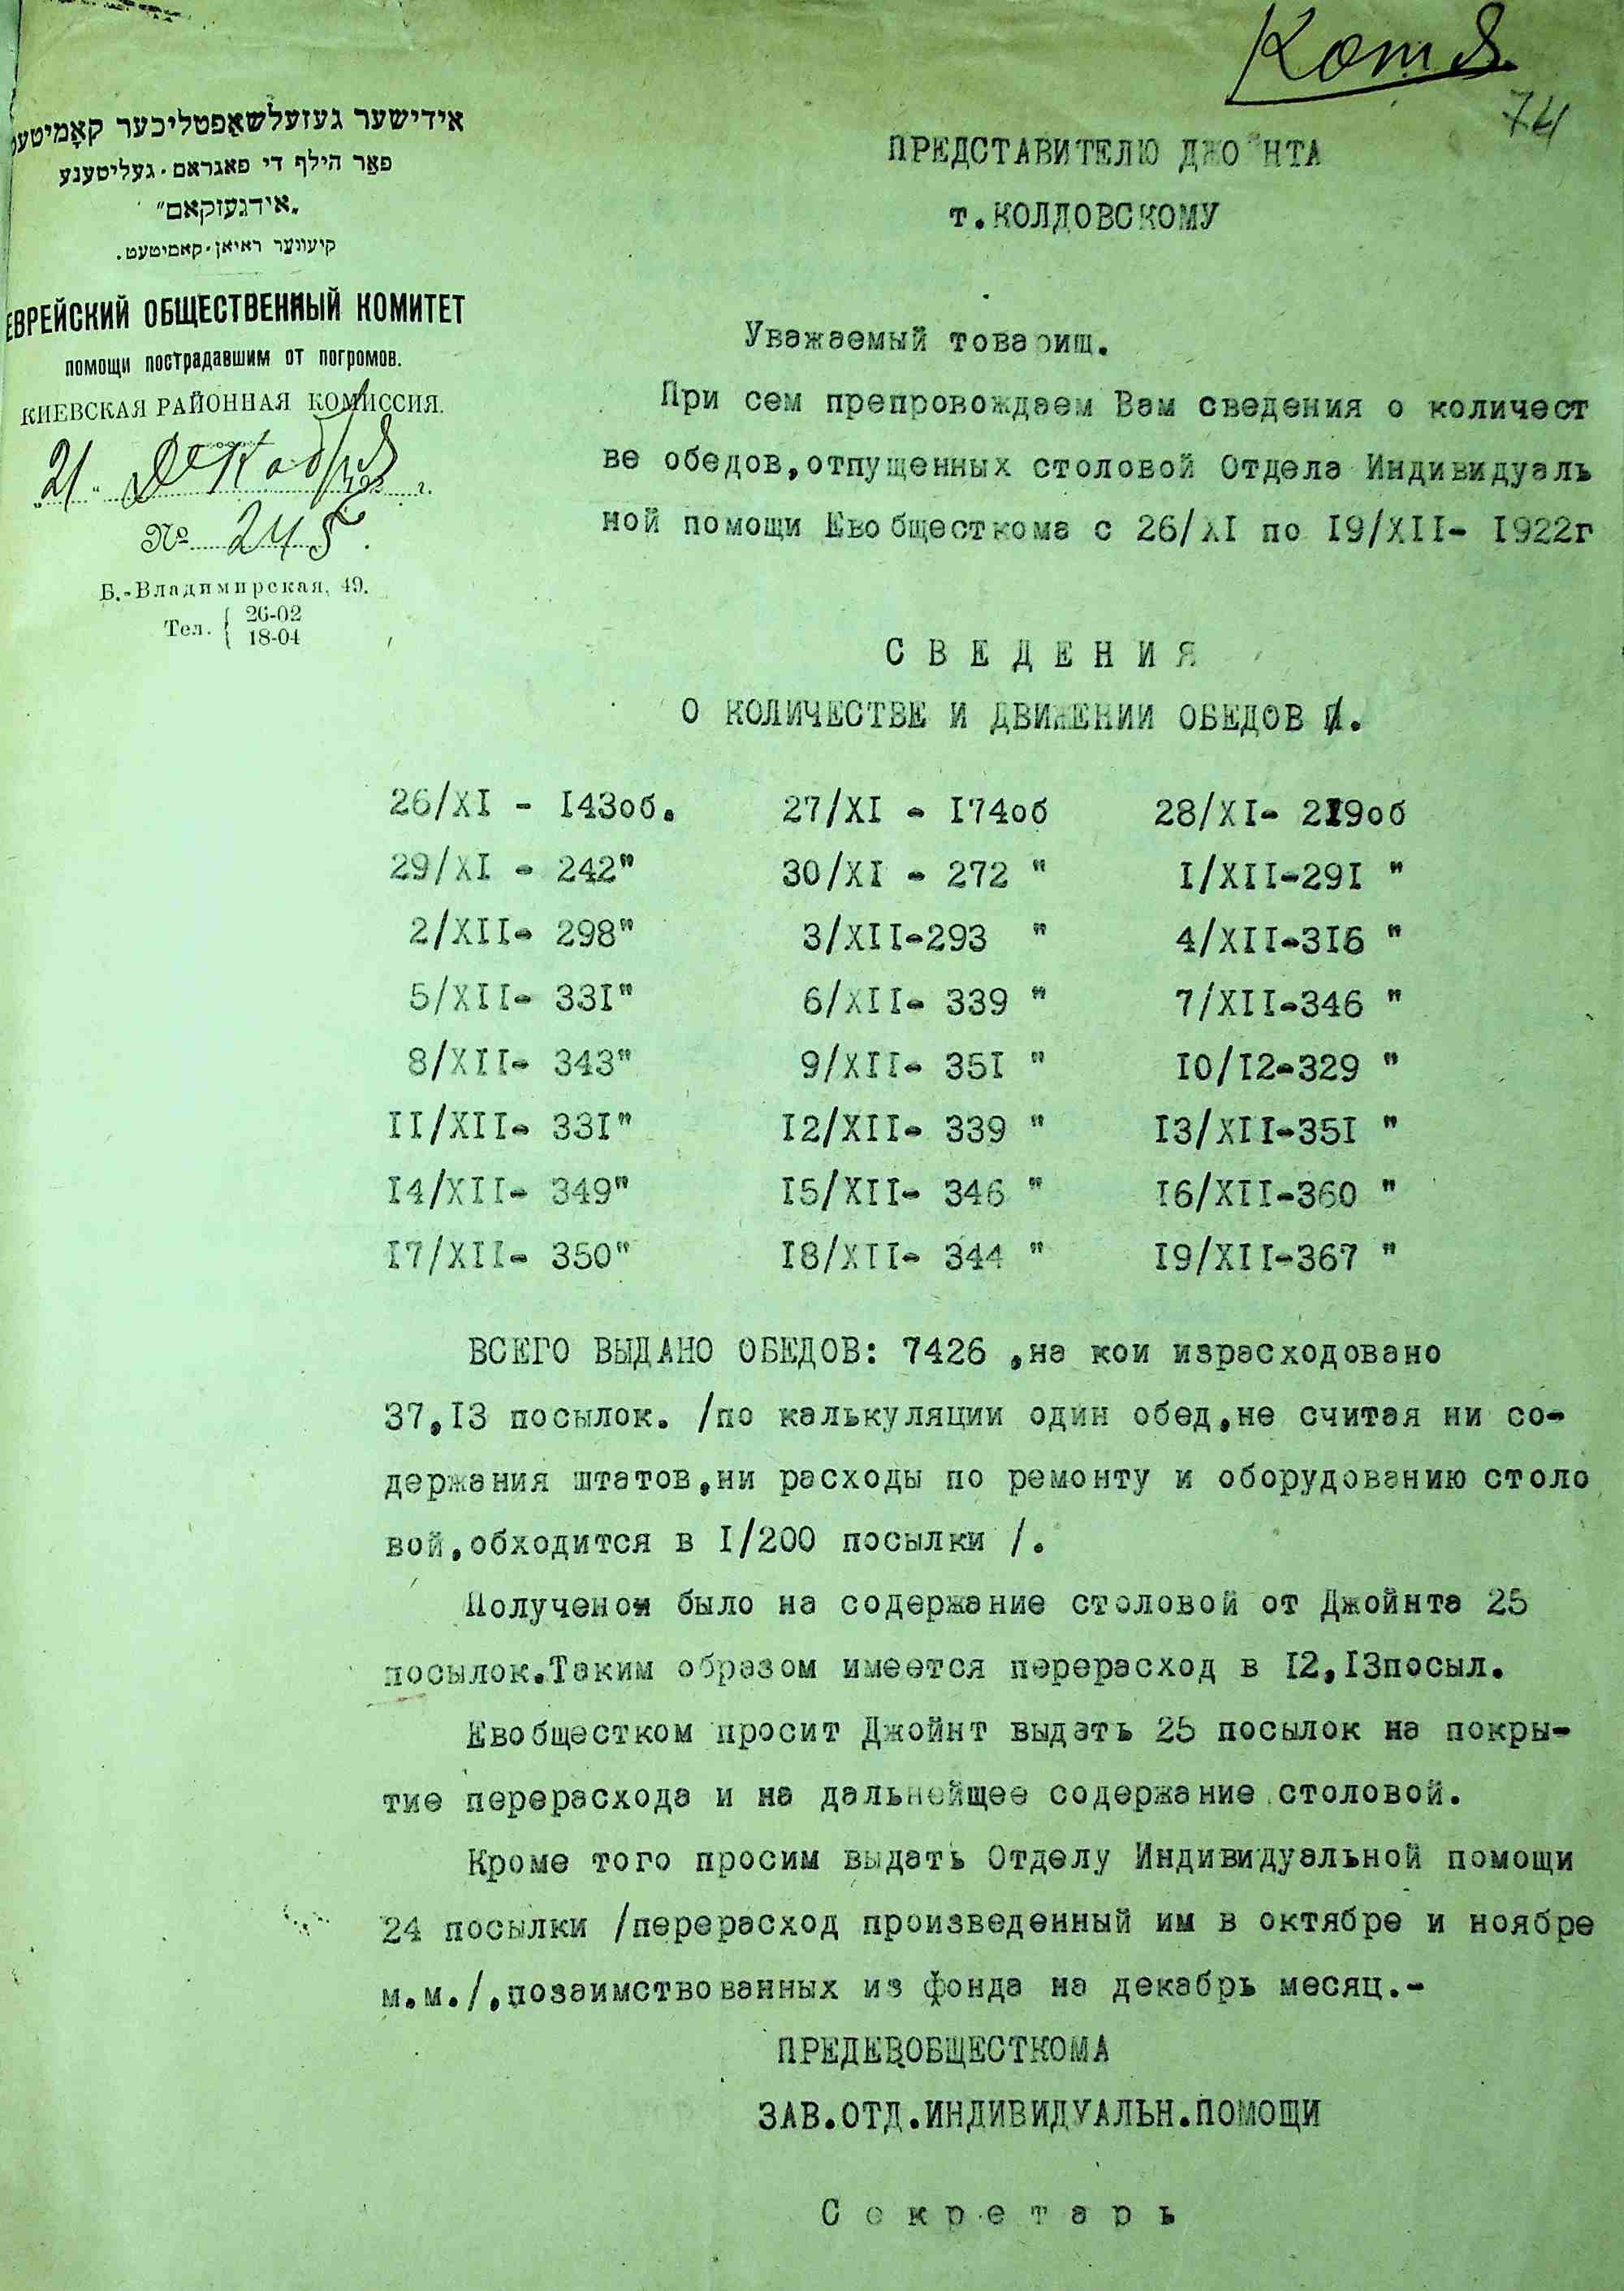 74
אידישער געזעלשאַפטליכער קאָמיטעט
פאַר הילף די פאגראם-געליטענע
„אידגעזקאם"
קיעווער ראיאן-קאמיטעט.
ЕВРЕЙСКИЙ ОБЩЕСТВЕННЫЙ КОМИТЕТ
помощи пострадавшим от погромов.
КИЕВСКАЯ РАЙОННАЯ КОМИССИЯ.
„21" Декабря 192 г.
№ 245.
Б.-Владимирская, 49.
Тел. { 26-02
18-04
ПРЕДСТАВИТЕЛЮ ДЖОЙНТА
т.КОЛДОВСКОМУ
Уважаемый товарищ.
При сем препровождаем Вам сведения о количест
ве обедов,отпущенных столовой Отдела Индивидуаль
ной помощи Евобщесткома с 26/XI по I9/XII- I922г
С В Е Д Е Н И Я
О КОЛИЧЕСТВЕ И ДВИЖЕНИИ ОБЕДОВ.
26/XI - I43об. 27/XI - I74об 28/XI- 2I9об
29/XI - 242" 30/XI - 272 " I/XII-29I "
2/XII- 298" 3/XII-293 " 4/XII-3I6 "
5/XII- 33I" 6/XII- 339 " 7/XII-346 "
8/XII- 343" 9/XII- 35I " I0/I2-329 "
II/XII- 33I" I2/XII- 339 " I3/XII-35I "
I4/XII- 349" I5/XII- 346 " I6/XII-360 "
I7/XII- 350" I8/XII- 344 " I9/XII-367 "
ВСЕГО ВЫДАНО ОБЕДОВ: 7426 ,на кои израсходовано
37,I3 посылок. /по калькуляции один обед,не считая ни со-
держания штатов,ни расходы по ремонту и оборудованию столо
вой,обходится в I/200 посылки /.
Получено было на содержание столовой от Джойнта 25
посылок.Таким образом имеется перерасход в I2,I3посыл.
Евобщестком просит Джойнт выдать 25 посылок на покры-
тие перерасхода и на дальнейщее содержание столовой.
Кроме того просим выдать Отделу Индивидуальной помощи
24 посылки /перерасход произведенный им в октябре и ноябре
м.м./,позаимствованных из фонда на декабрь месяц.-
ПРЕДЕВОБЩЕСТКОМА
ЗАВ.ОТД.ИНДИВИДУАЛЬН.ПОМОЩИ
С е к р е т а р ь